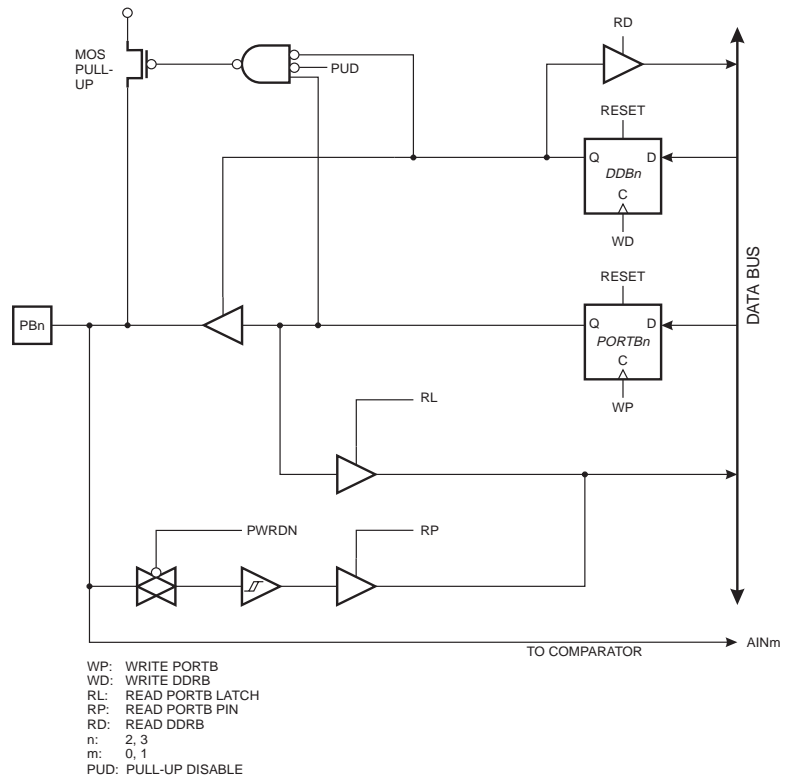 RD
MOS
PULL-
UP
PUD
RESET
Q D
DDBn
C
WD
DATA BUS
RESET
PBn
Q D
PORTBn
C
WP
RL
PWRDN
RP
TO COMPARATOR
AINm
WP: WRITE PORTB
WD: WRITE DDRB
RL: READ PORTB LATCH
RP: READ PORTB PIN
RD: READ DDRB
n: 2, 3
m: 0, 1
PUD: PULL-UP DISABLE